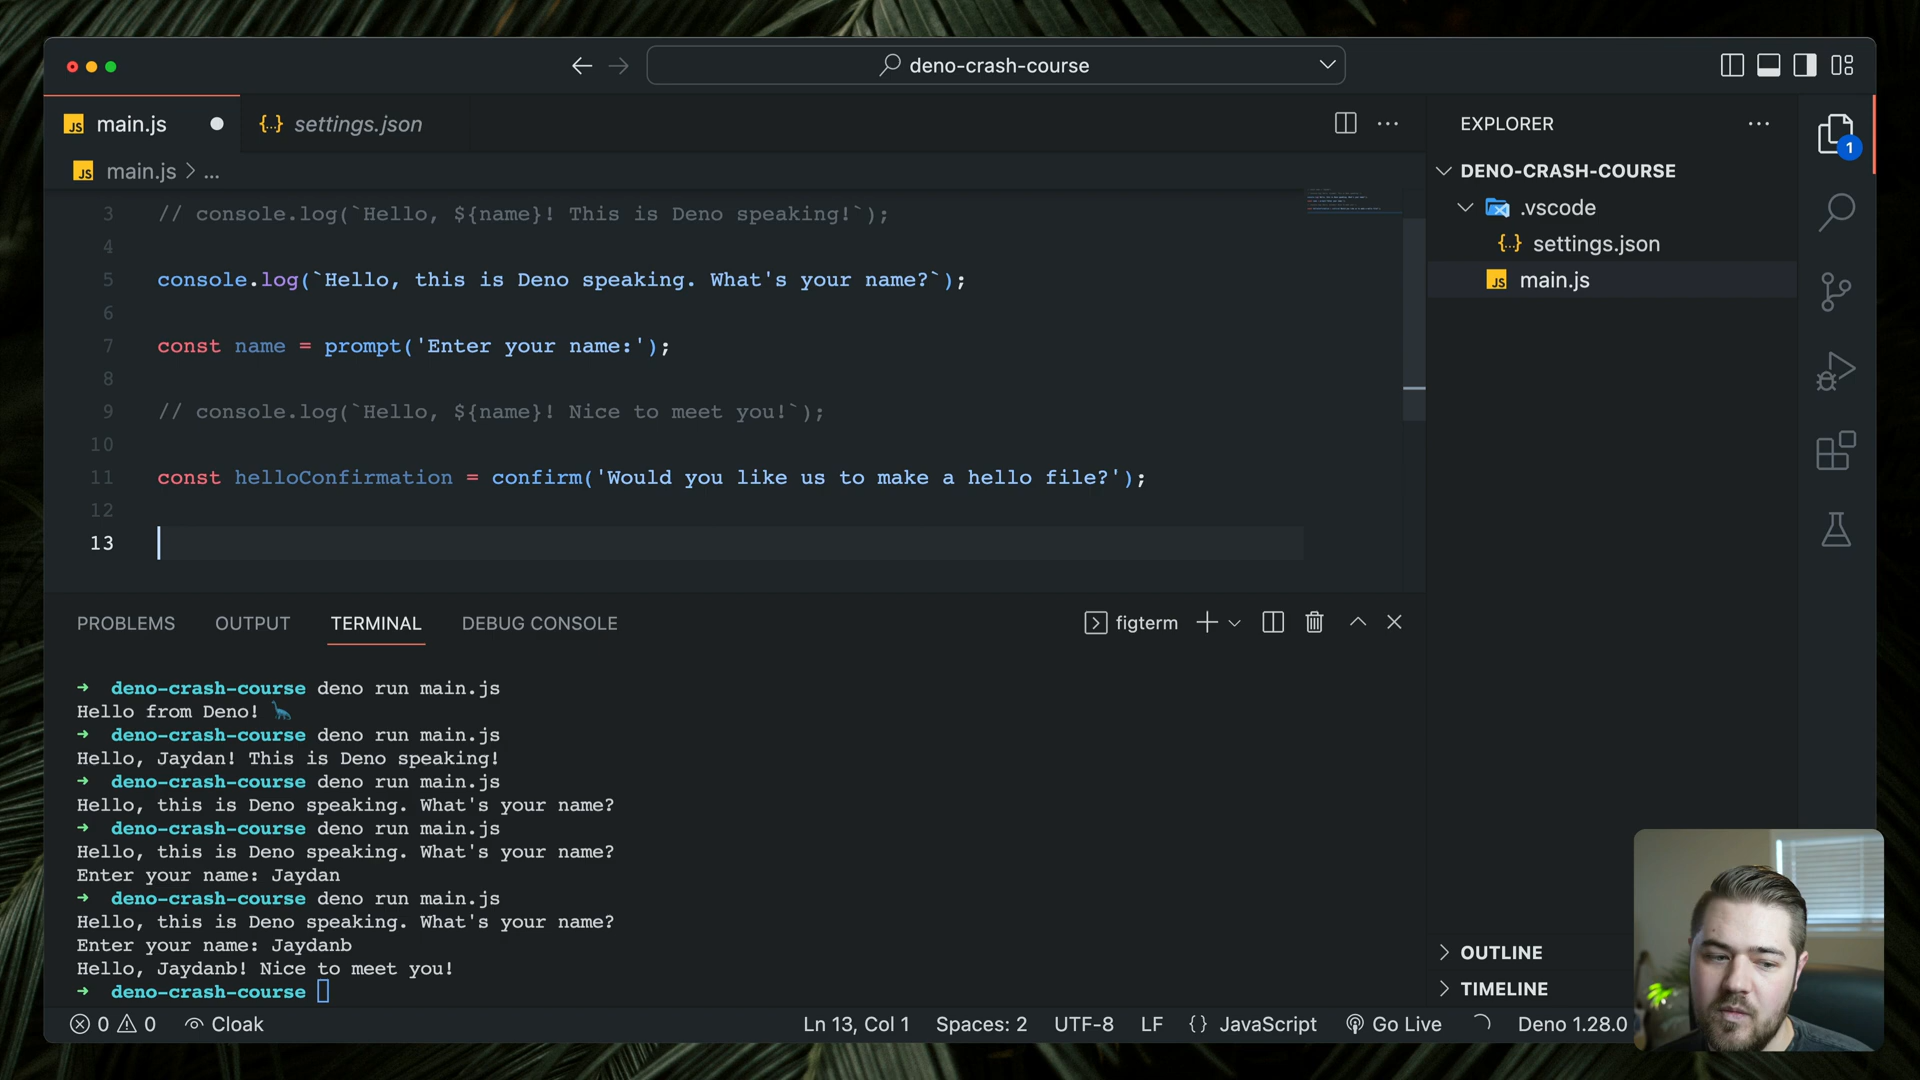 deno-crash-course
JS main.js
{..} settings.json
JS main.js > ...
3 // console.log(`Hello, ${name}! This is Deno speaking!`);
4
5 console.log(`Hello, this is Deno speaking. What's your name?`);
6
7 const name = prompt('Enter your name:');
8
9 // console.log(`Hello, ${name}! Nice to meet you!`);
10
11 const helloConfirmation = confirm('Would you like us to make a hello file?');
12
13
EXPLORER
1
DENO-CRASH-COURSE
.vscode
{..} settings.json
JS main.js
PROBLEMS OUTPUT TERMINAL DEBUG CONSOLE
figterm
➜ deno-crash-course deno run main.js
Hello from Deno! 🦕
➜ deno-crash-course deno run main.js
Hello, Jaydan! This is Deno speaking!
➜ deno-crash-course deno run main.js
Hello, this is Deno speaking. What's your name?
➜ deno-crash-course deno run main.js
Hello, this is Deno speaking. What's your name?
Enter your name: Jaydan
➜ deno-crash-course deno run main.js
Hello, this is Deno speaking. What's your name?
Enter your name: Jaydanb
Hello, Jaydanb! Nice to meet you!
➜ deno-crash-course
OUTLINE
TIMELINE
0 0 Cloak
Ln 13, Col 1 Spaces: 2 UTF-8 LF {} JavaScript Go Live Deno 1.28.0